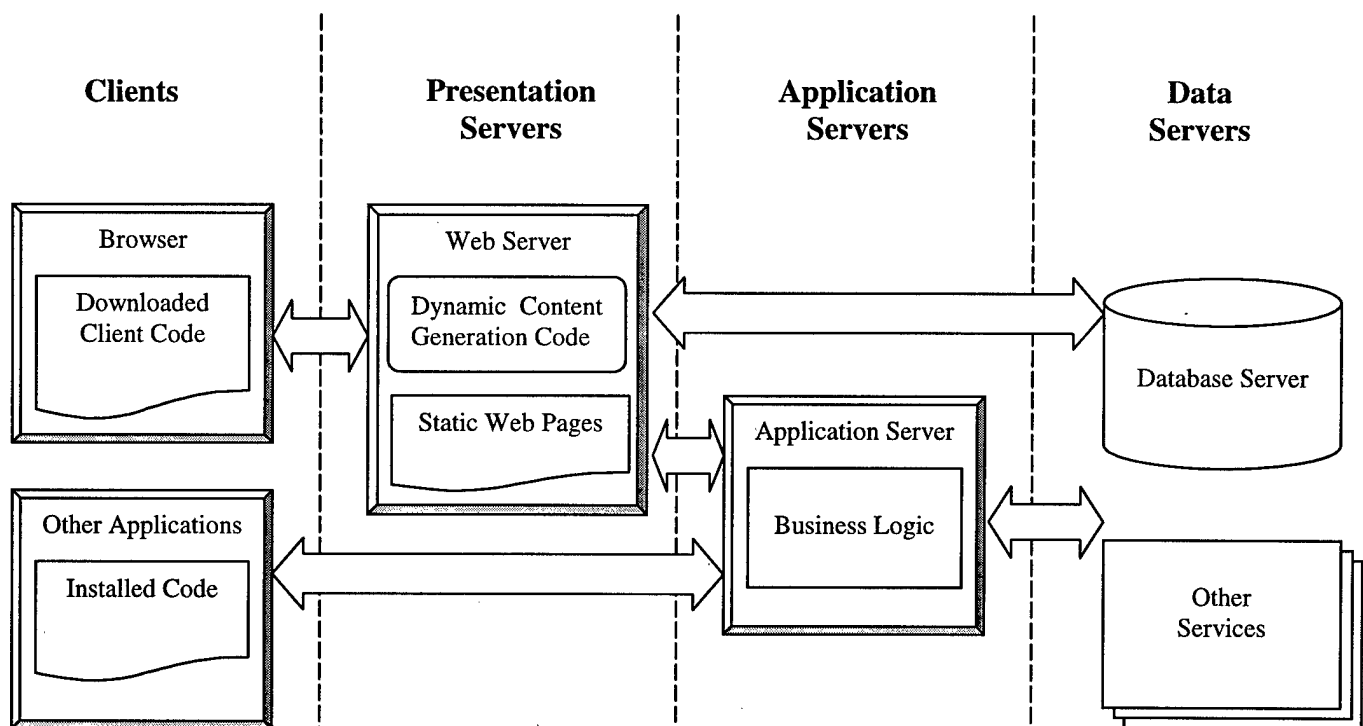 Clients
Presentation
Servers
Application
Servers
Data
Servers
Browser
Downloaded
Client Code
Web Server
Dynamic Content
Generation Code
Static Web Pages
Database Server
Application Server
Business Logic
Other Applications
Installed Code
Other
Services